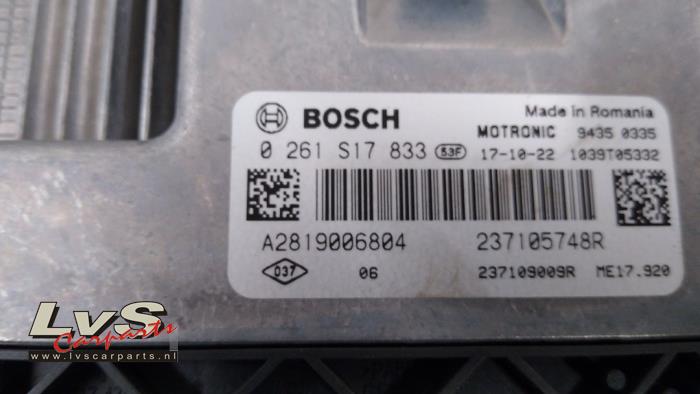 BOSCH
Made in Romania
MOTRONIC 9435 0335
0 261 S17 833 53F 17-10-22 1039T05332
A2819006804 237105748R
037 06 237109009R ME17.920
LvS
Carparts
www.lvscarparts.nl